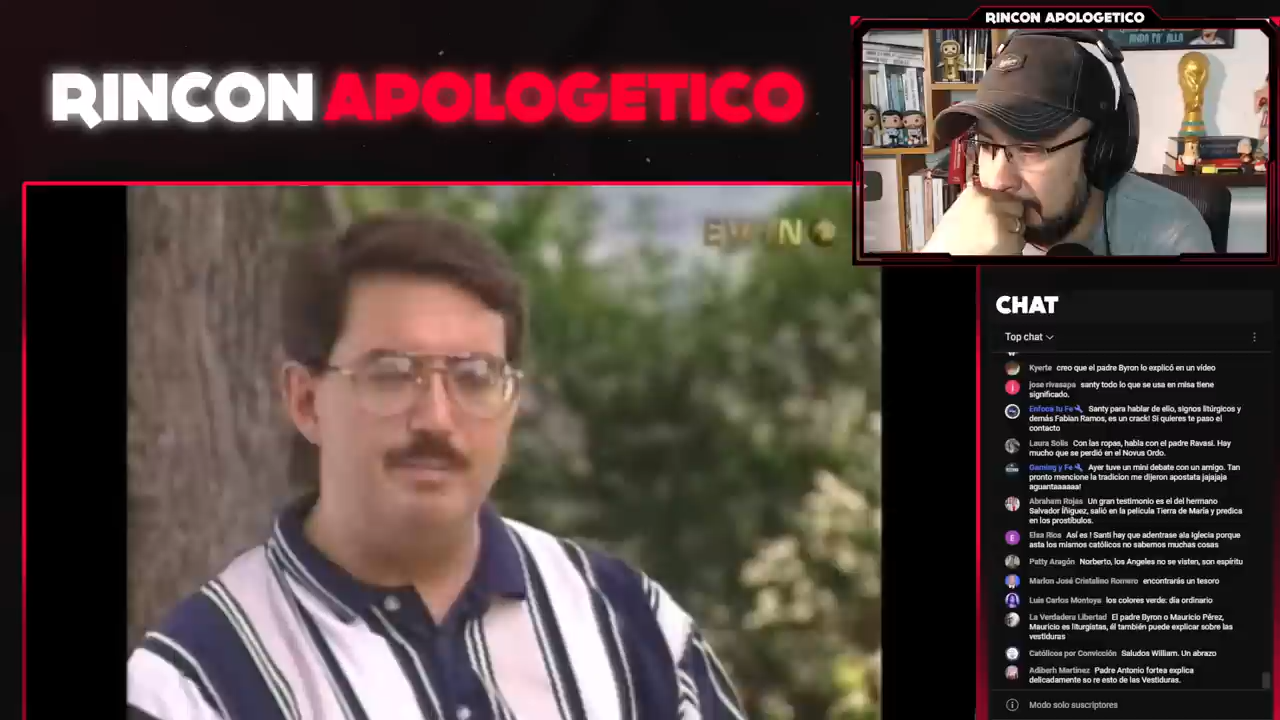 RINCON APOLOGETICO
ANDA PA' ALLA
RINCON APOLOGETICO
EWTN
CHAT
Top chat
Kyerte creo que el padre Byron lo explicó en un vídeo
jose rivasapa santy todo lo que se usa en misa tiene
significado.
Enfoca tu Fe Santy para hablar de ello, signos litúrgicos y
demás Fabian Ramos, es un crack! Si quieres te paso el
contacto
Laura Solis Con las ropas, habla con el padre Ravasi. Hay
mucho que se perdió en el Novus Ordo.
Gaming y Fe Ayer tuve un mini debate con un amigo. Tan
pronto mencione la tradicion me dijeron apostata jajajaja
aguantaaaaaa!
Abraham Rojas Un gran testimonio es el del hermano
Salvador Íñiguez, salió en la película Tierra de María y predica
en los prostíbulos.
Elsa Rios Así es ! Santi hay que adentrase ala Iglecia porque
asta los mismos católicos no sabemos muchas cosas
Patty Aragón Norberto, los Angeles no se visten, son espíritu
Marlon José Cristalino Romero encontrarás un tesoro
Luis Carlos Montoya los colores verde: día ordinario
La Verdadera Libertad El padre Byron o Mauricio Pérez,
Mauricio es liturgistas, él también puede explicar sobre las
vestiduras
Católicos por Convicción Saludos William. Un abrazo
Adiberh Martinez Padre Antonio fortea explica
delicadamente so re esto de las Vestiduras.
Modo solo suscriptores